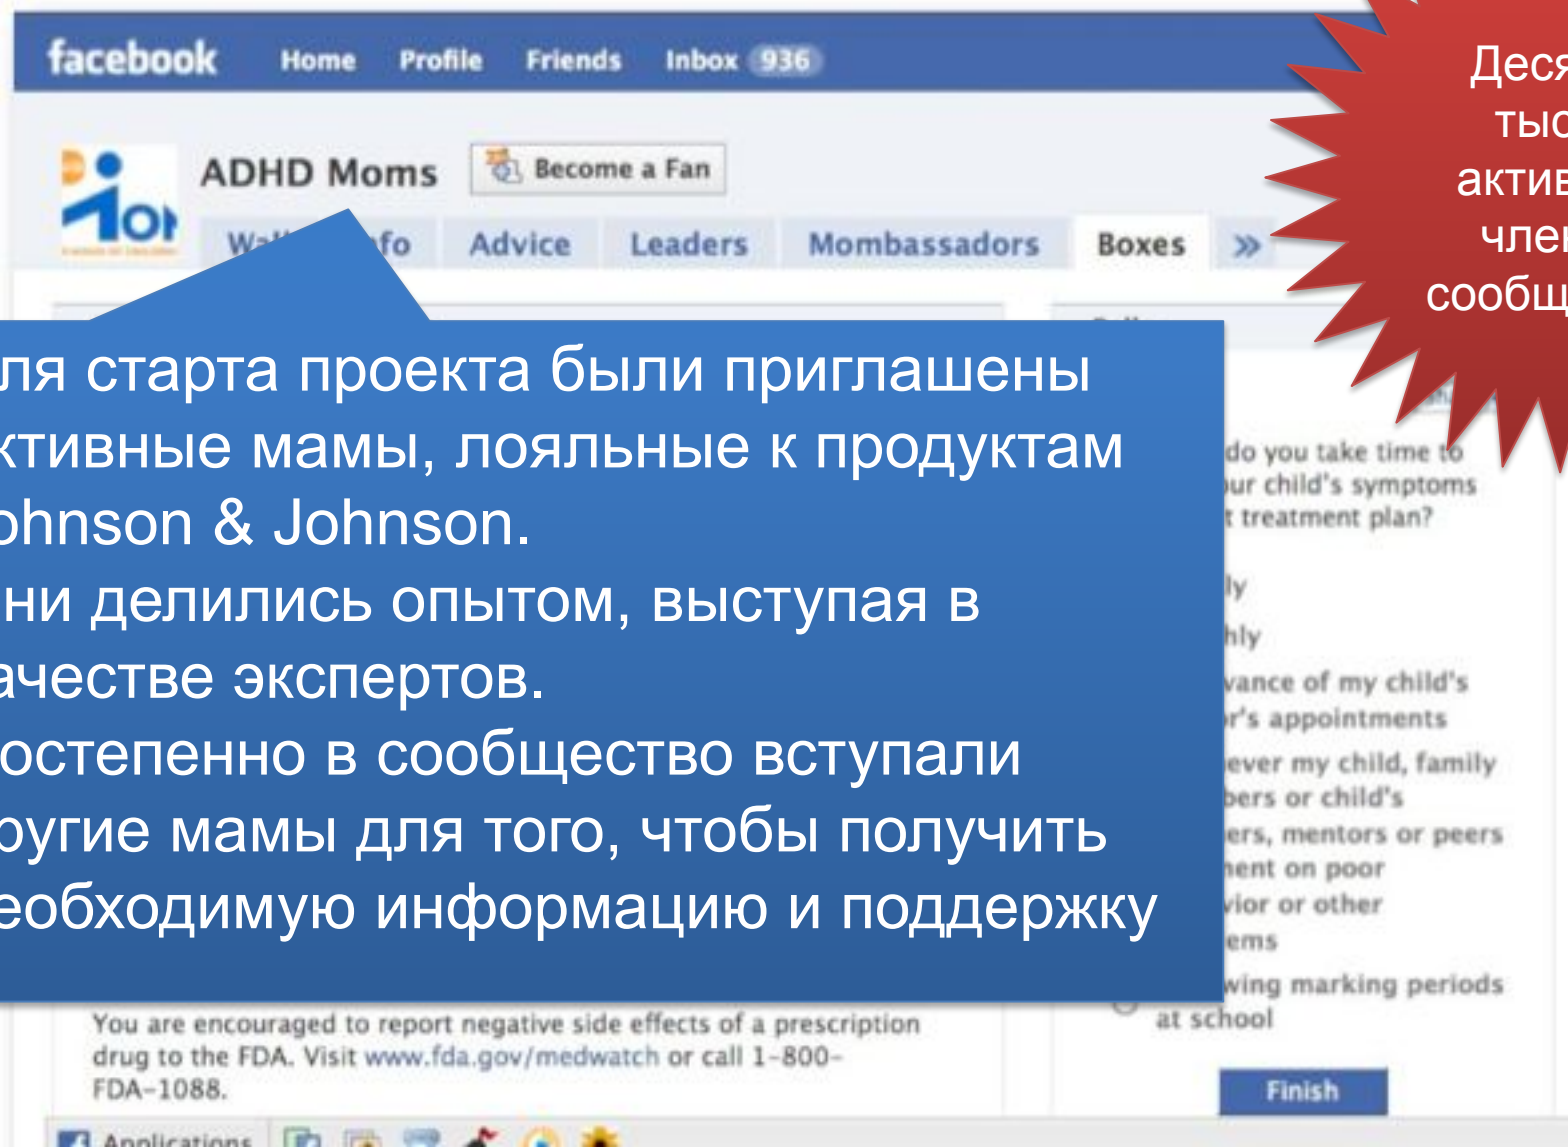 facebook Home Profile Friends Inbox 936
ADHD Moms Become a Fan
fo Advice Leaders Mombassadors Boxes »
Деся
тыс
актив
член
сообщ
ля старта проекта были приглашены
ктивные мамы, лояльные к продуктам
ohnson & Johnson.
ни делились опытом, выступая в
ачестве экспертов.
остепенно в сообщество вступали
ругие мамы для того, чтобы получить
еобходимую информацию и поддержку
do you take time to
ur child's symptoms
t treatment plan?
ly
hly
vance of my child's
r's appointments
ever my child, family
bers or child's
ers, mentors or peers
ent on poor
vior or other
ems
wing marking periods
at school
Finish
You are encouraged to report negative side effects of a prescription
drug to the FDA. Visit www.fda.gov/medwatch or call 1-800-
FDA-1088.
Applications